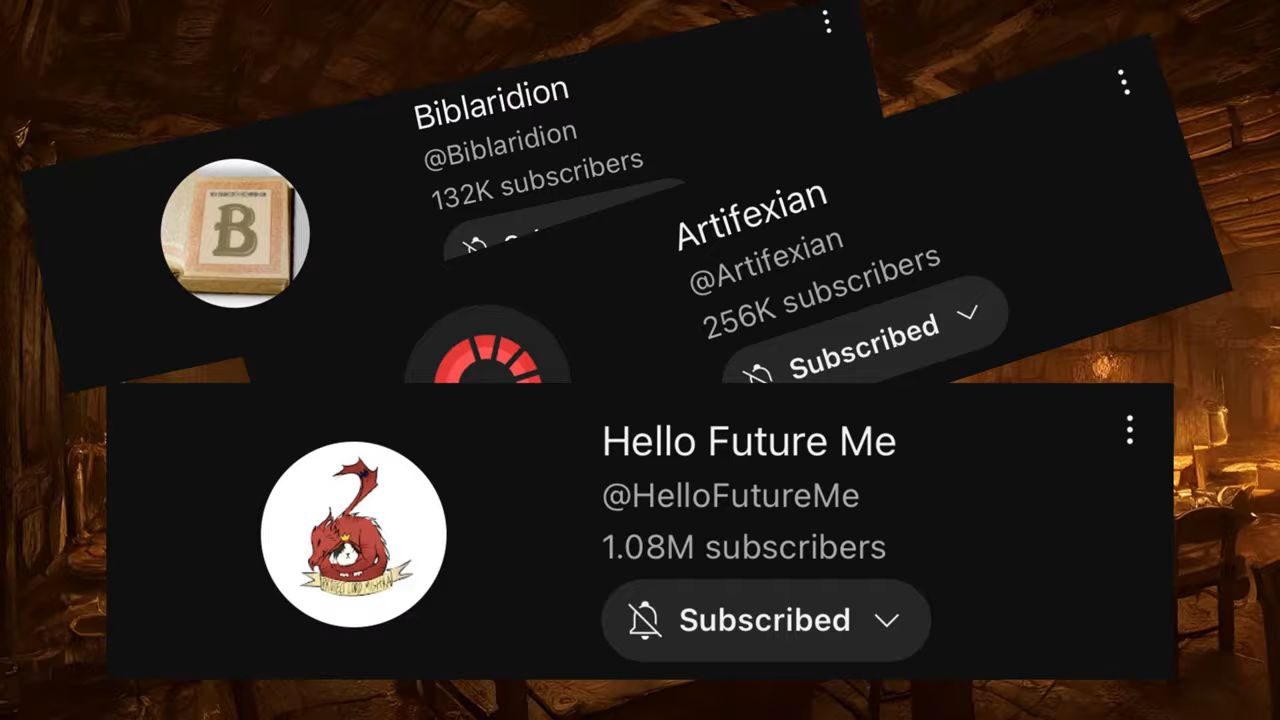 Biblaridion
@Biblaridion
132K subscribers
B
Artifexian
@Artifexian
256K subscribers
Subscribed
Hello Future Me
@HelloFutureMe
1.08M subscribers
Subscribed